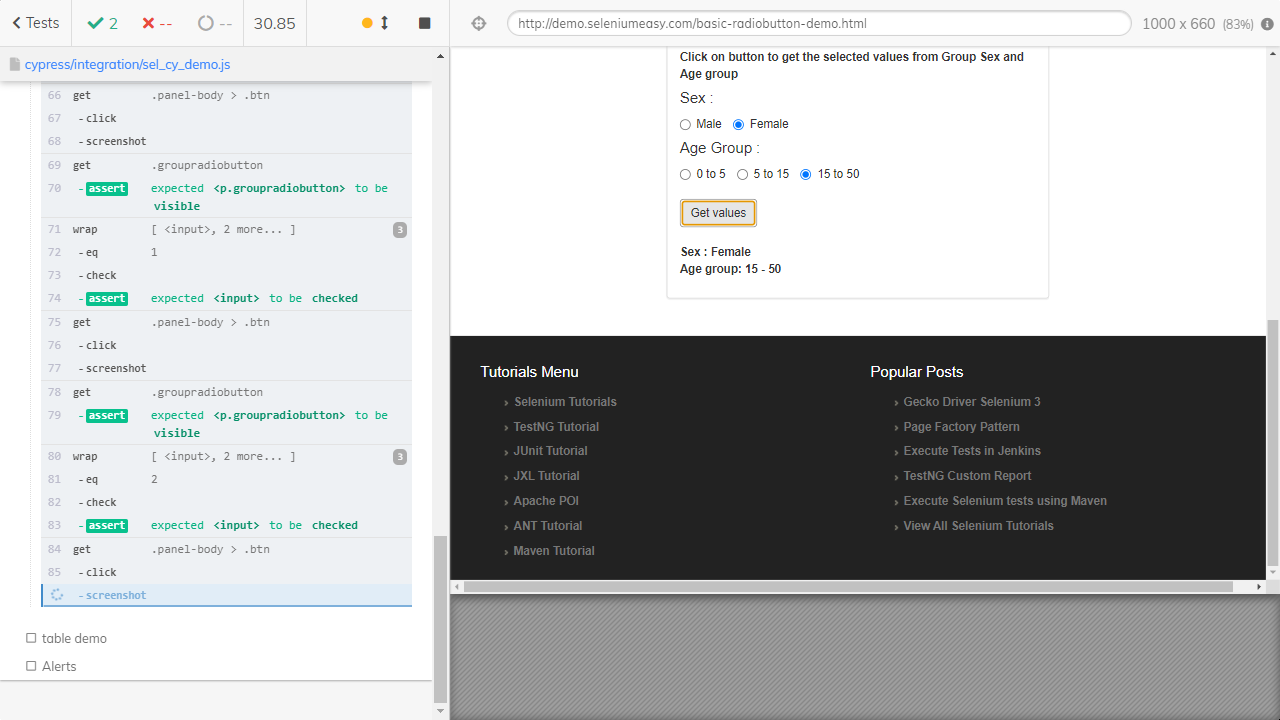 Tests
2
--
--
30.85
http://demo.seleniumeasy.com/basic-radiobutton-demo.html
1000 x 660 (83%)
cypress/integration/sel_cy_demo.js
66 get .panel-body > .btn
67 -click
68 -screenshot
69 get .groupradiobutton
70 -assert expected <p.groupradiobutton> to be
visible
71 wrap [ <input>, 2 more... ] 3
72 -eq 1
73 -check
74 -assert expected <input> to be checked
75 get .panel-body > .btn
76 -click
77 -screenshot
78 get .groupradiobutton
79 -assert expected <p.groupradiobutton> to be
visible
80 wrap [ <input>, 2 more... ] 3
81 -eq 2
82 -check
83 -assert expected <input> to be checked
84 get .panel-body > .btn
85 -click
-screenshot
table demo
Alerts
Click on button to get the selected values from Group Sex and
Age group
Sex :
Male Female
Age Group :
0 to 5 5 to 15 15 to 50
Get values
Sex : Female
Age group: 15 - 50
Tutorials Menu
Selenium Tutorials
TestNG Tutorial
JUnit Tutorial
JXL Tutorial
Apache POI
ANT Tutorial
Maven Tutorial
Popular Posts
Gecko Driver Selenium 3
Page Factory Pattern
Execute Tests in Jenkins
TestNG Custom Report
Execute Selenium tests using Maven
View All Selenium Tutorials